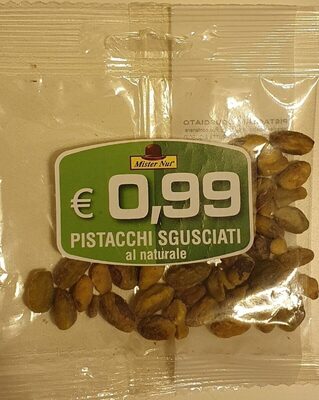 Mister Nut
€ 0,99
PISTACCHI SGUSCIATI
al naturale